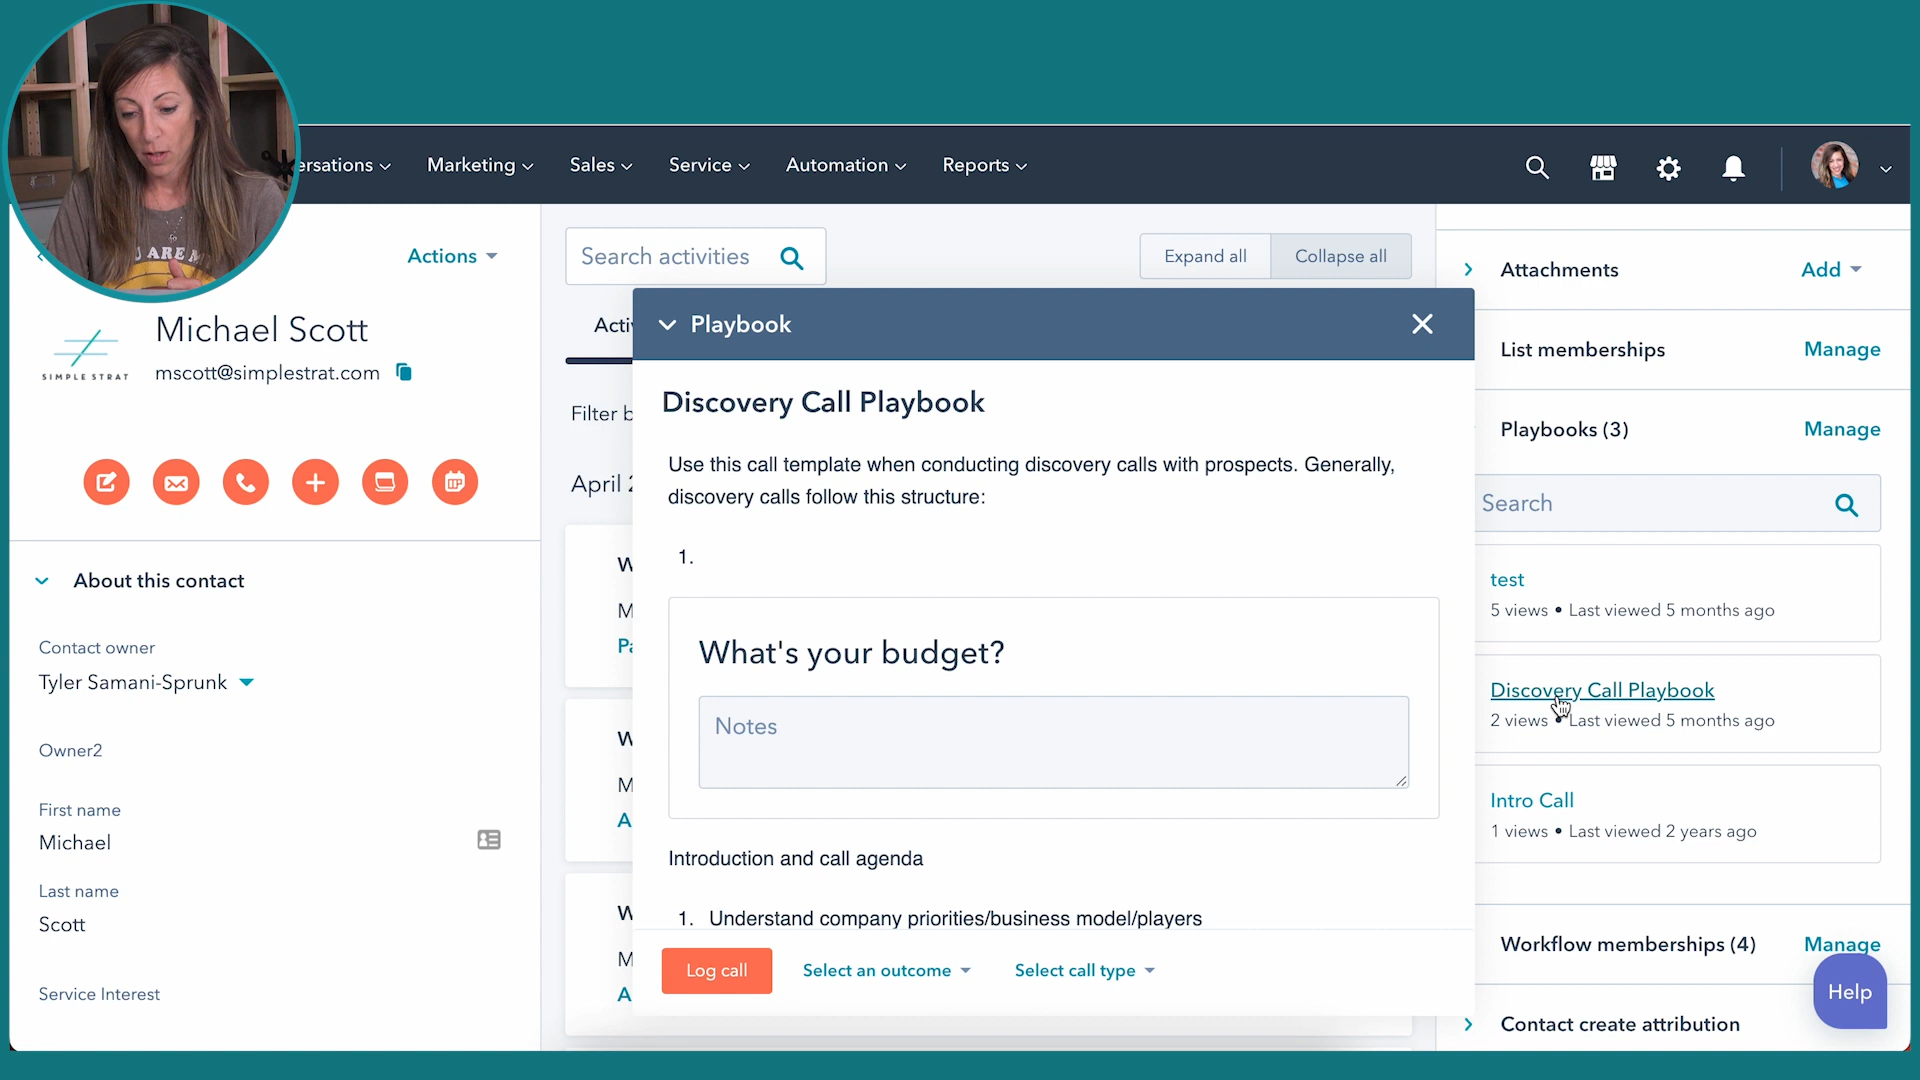 ersations
Marketing
Sales
Service
Automation
Reports
U ARE M
Actions
SIMPLE STRAT
Michael Scott
mscott@simplestrat.com
About this contact
Contact owner
Tyler Samani-Sprunk
Owner2
First name
Michael
Last name
Scott
Service Interest
Search activities
Expand all
Collapse all
Acti
Filter b
April 2
W
M
Pa
W
M
A
W
M
A
Playbook
Discovery Call Playbook
Use this call template when conducting discovery calls with prospects. Generally,
discovery calls follow this structure:
1.
What's your budget?
Notes
Introduction and call agenda
1. Understand company priorities/business model/players
Log call
Select an outcome
Select call type
Attachments
Add
List memberships
Manage
Playbooks (3)
Manage
Search
test
5 views • Last viewed 5 months ago
Discovery Call Playbook
2 views • Last viewed 5 months ago
Intro Call
1 views • Last viewed 2 years ago
Workflow memberships (4)
Manage
Help
Contact create attribution